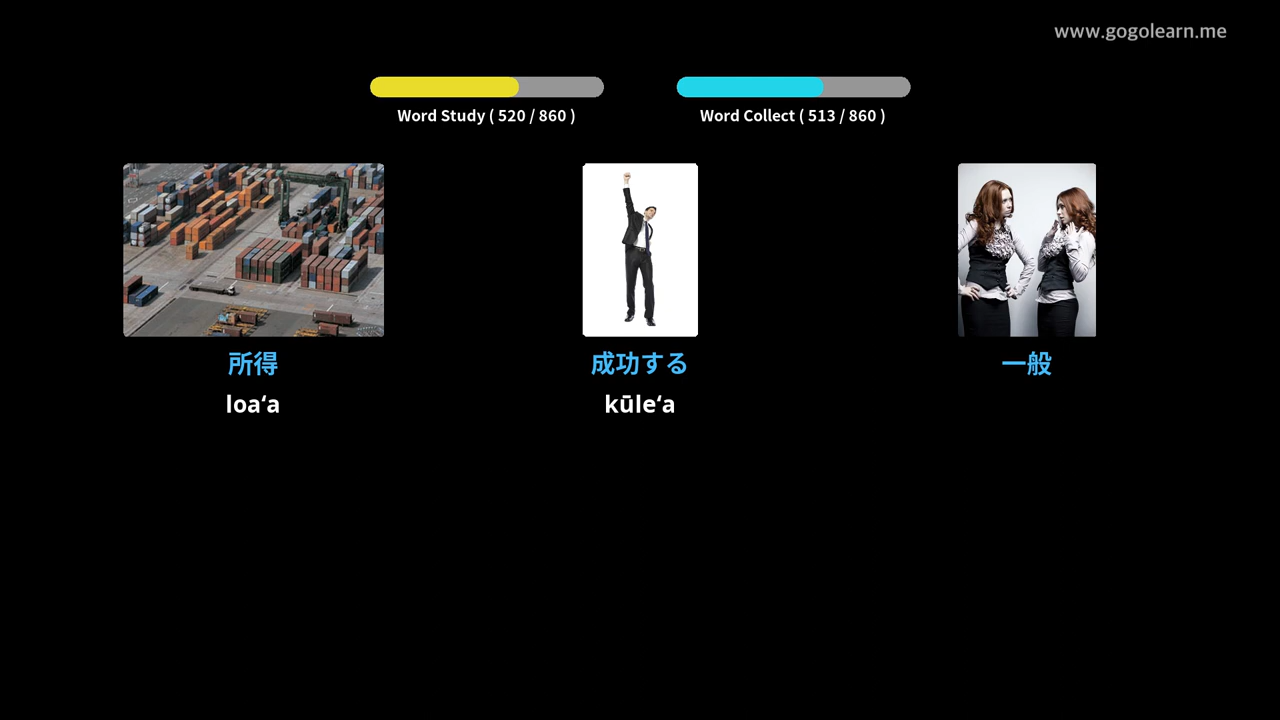 www.gogolearn.me
Word Study ( 520 / 860 )
Word Collect ( 513 / 860 )
所得
成功する
一般
loaʻa
kūleʻa